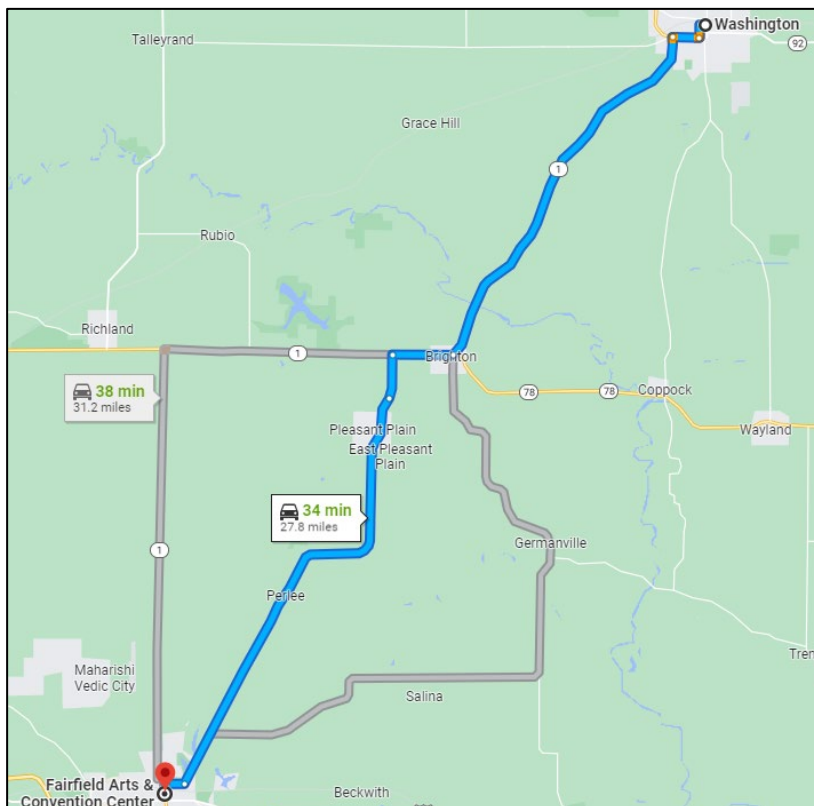 Washington
92
Talleyrand
Grace Hill
1
Rubio
Richland
1
Brighton
38 min
31.2 miles
78
78
Coppock
Pleasant Plain
East Pleasant
Plain
Wayland
34 min
27.8 miles
1
Germanville
Perlee
Maharishi
Vedic City
Tren
Salina
Fairfield Arts &
Convention Center
Beckwith